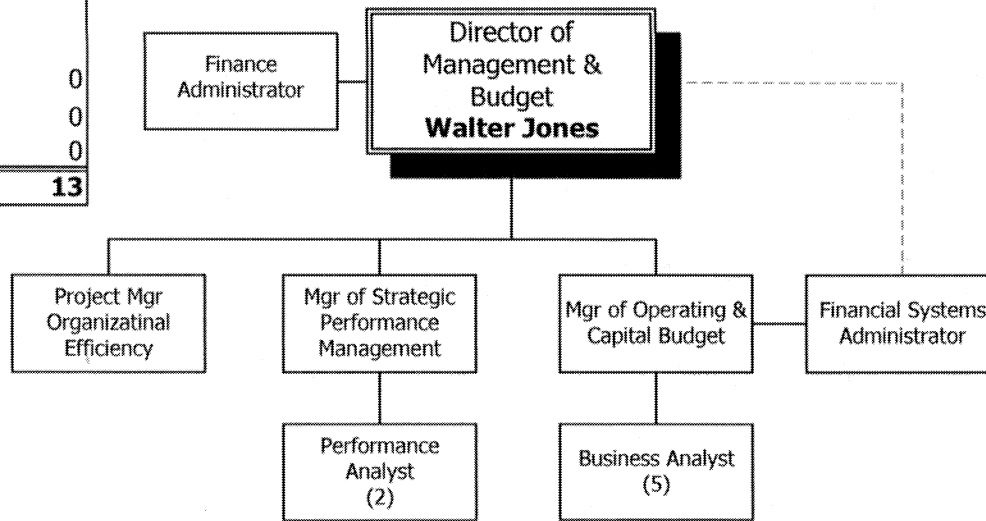 0
0
0
13
Finance
Administrator
Director of
Management &
Budget
Walter Jones
Project Mgr
Organizatinal
Efficiency
Mgr of Strategic
Performance
Management
Mgr of Operating &
Capital Budget
Financial Systems
Administrator
Performance
Analyst
(2)
Business Analyst
(5)